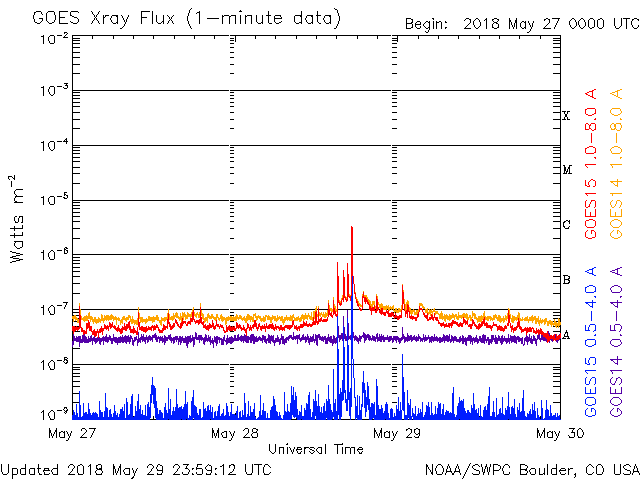 GOES Xray Flux (1-minute data)
Begin: 2018 May 27 0000 UTC
10-2
10-3
10-4
10-5
10-6
10-7
10-8
10-9
Watts m-2
X
M
C
B
A
GOES15 1.0-8.0 A
GOES14 1.0-8.0 A
GOES15 0.5-4.0 A
GOES14 0.5-4.0 A
May 27 May 28 May 29 May 30
Universal Time
Updated 2018 May 29 23:59:12 UTC
NOAA/SWPC Boulder, CO USA